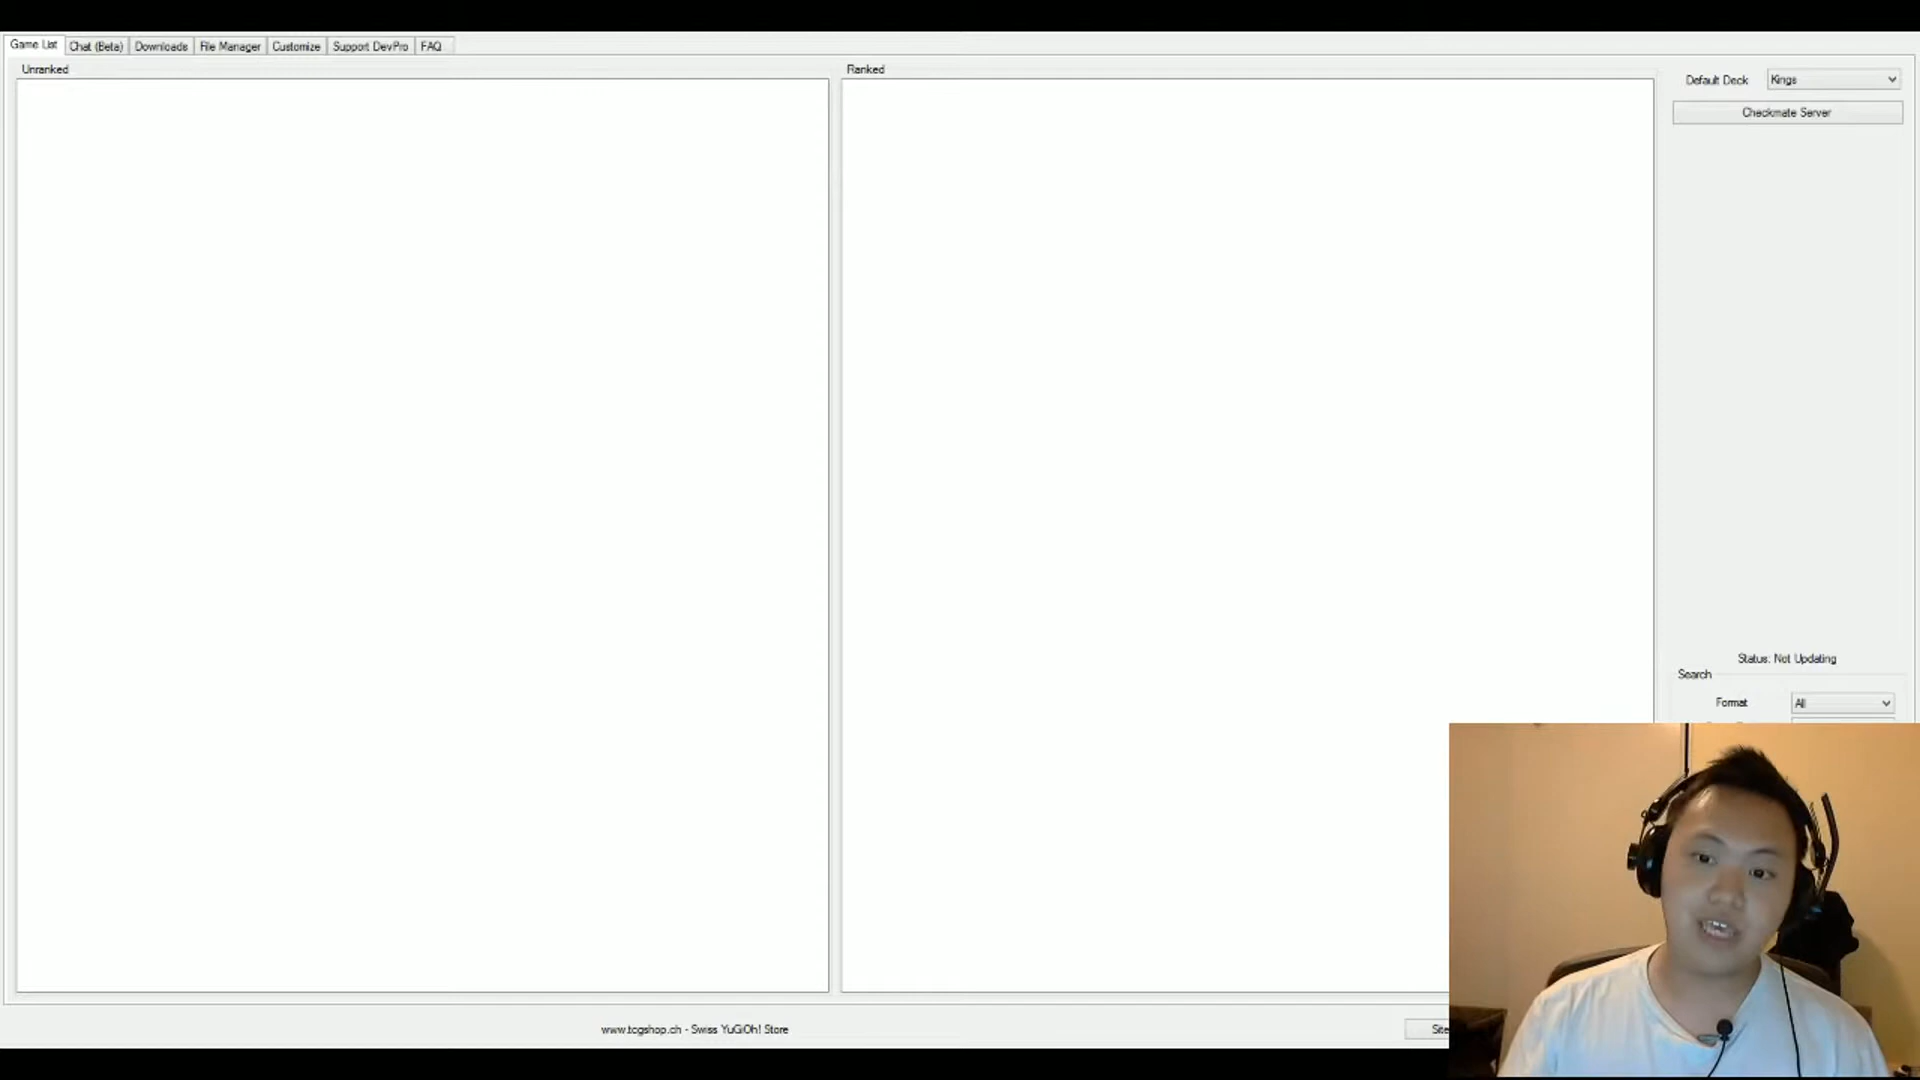 Game List Chat (Beta) Downloads File Manager Customize Support DevPro FAQ
Unranked
Ranked
Default Deck Kings
Checkmate Server
Status: Not Updating
Search
Format All
www.tcgshop.ch - Swiss YuGiOh! Store
Site